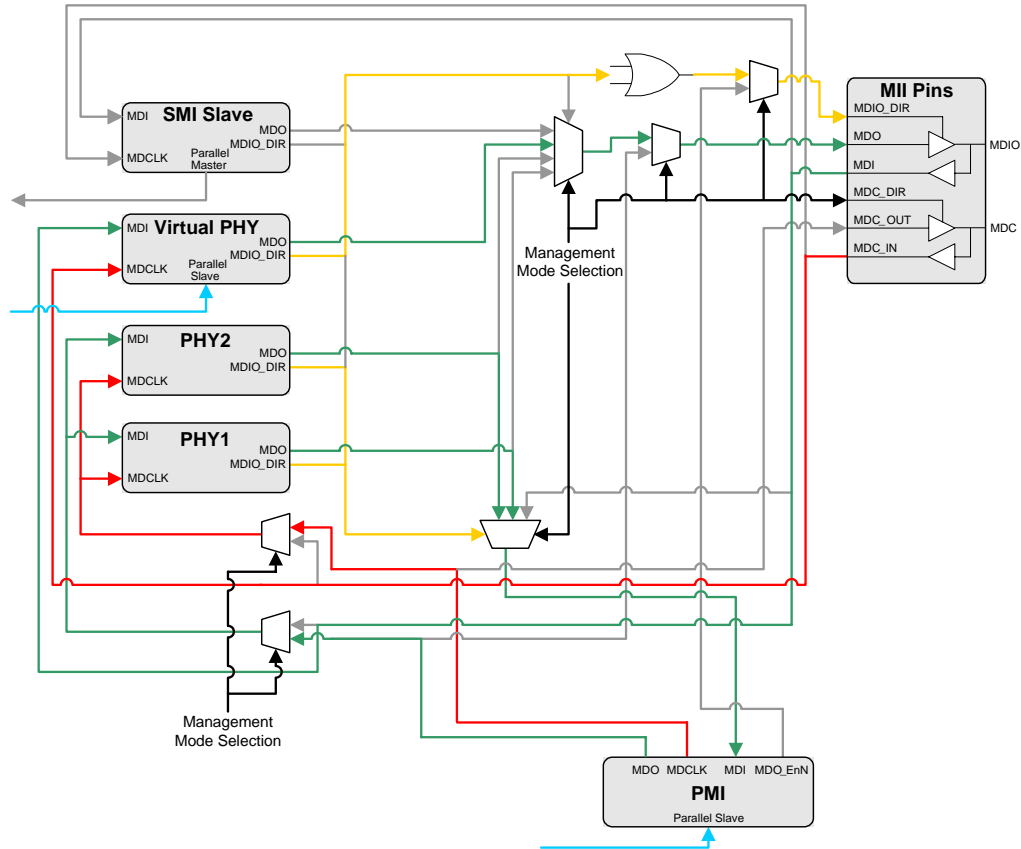 SMI Slave
MDI
MDO
MDIO_DIR
MDCLK
Parallel
Master
MII Pins
MDIO_DIR
MDO
MDIO
MDI
MDC_DIR
MDC_OUT
MDC
MDC_IN
Virtual PHY
MDI
MDO
MDIO_DIR
MDCLK
Parallel
Slave
Management
Mode Selection
PHY2
MDI
MDO
MDIO_DIR
MDCLK
PHY1
MDI
MDO
MDIO_DIR
MDCLK
Management
Mode Selection
MDO MDCLK MDI MDO_EnN
PMI
Parallel Slave